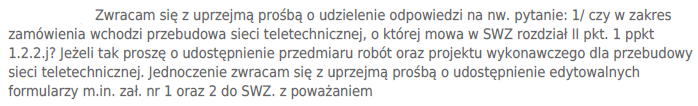 Zwracam się z uprzejmą prośbą o udzielenie odpowiedzi na nw. pytanie: 1/ czy w zakres
zamówienia wchodzi przebudowa sieci teletechnicznej, o której mowa w SWZ rozdział II pkt. 1 ppkt
1.2.2.j? Jeżeli tak proszę o udostępnienie przedmiaru robót oraz projektu wykonawczego dla przebudowy
sieci teletechnicznej. Jednoczenie zwracam się z uprzejmą prośbą o udostępnienie edytowalnych
formularzy m.in. zał. nr 1 oraz 2 do SWZ. z poważaniem